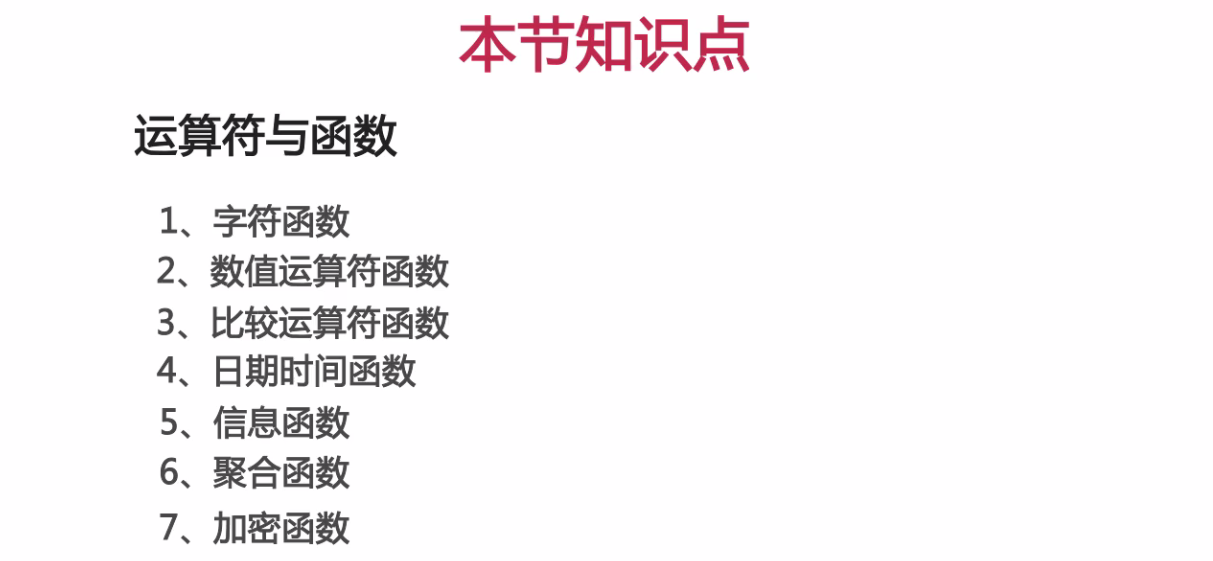 本节知识点
运算符与函数
1、字符函数
2、数值运算符函数
3、比较运算符函数
4、日期时间函数
5、信息函数
6、聚合函数
7、加密函数